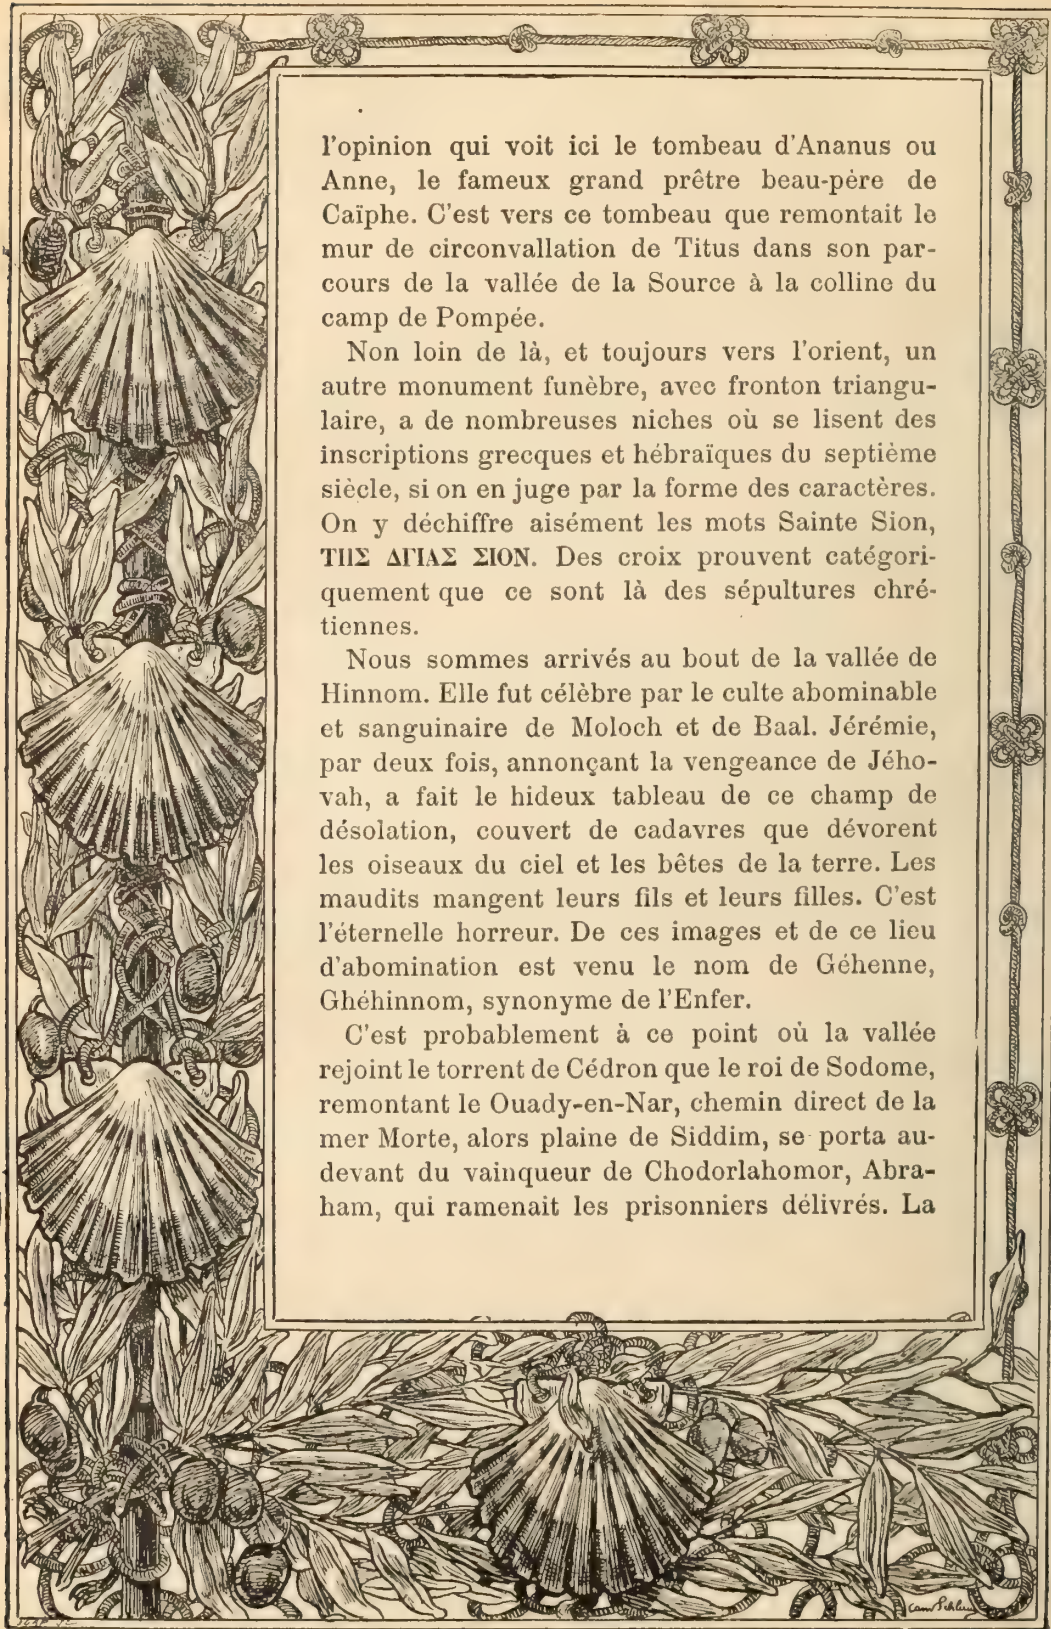 l'opinion qui voit ici le tombeau d'Ananus ou
Anne, le fameux grand prêtre beau-père de
Caïphe. C'est vers ce tombeau que remontait le
mur de circonvallation de Titus dans son par-
cours de la vallée de la Source à la colline du
camp de Pompée.
Non loin de là, et toujours vers l'orient, un
autre monument funèbre, avec fronton triangu-
laire, a de nombreuses niches où se lisent des
inscriptions grecques et hébraïques du septième
siècle, si on en juge par la forme des caractères.
On y déchiffre aisément les mots Sainte Sion,
ΤΗΣ ΑΓΙΑΣ ΣΙΟΝ. Des croix prouvent catégori-
quement que ce sont là des sépultures chré-
tiennes.
Nous sommes arrivés au bout de la vallée de
Hinnom. Elle fut célèbre par le culte abominable
et sanguinaire de Moloch et de Baal. Jérémie,
par deux fois, annonçant la vengeance de Jého-
vah, a fait le hideux tableau de ce champ de
désolation, couvert de cadavres que dévorent
les oiseaux du ciel et les bêtes de la terre. Les
maudits mangent leurs fils et leurs filles. C'est
l'éternelle horreur. De ces images et de ce lieu
d'abomination est venu le nom de Géhenne,
Ghéhinnom, synonyme de l'Enfer.
C'est probablement à ce point où la vallée
rejoint le torrent de Cédron que le roi de Sodome,
remontant le Ouady-en-Nar, chemin direct de la
mer Morte, alors plaine de Siddim, se porta au-
devant du vainqueur de Chodorlahomor, Abra-
ham, qui ramenait les prisonniers délivrés. La